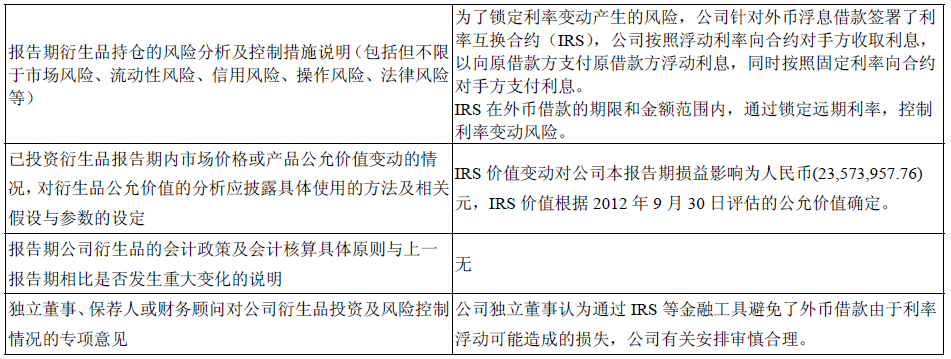 报告期衍生品持仓的风险分析及控制措施说明（包括但不限
于市场风险、流动性风险、信用风险、操作风险、法律风险
等）
为了锁定利率变动产生的风险，公司针对外币浮息借款签署了利
率互换合约（IRS），公司按照浮动利率向合约对手方收取利息，
以向原借款方支付原借款方浮动利息，同时按照固定利率向合约
对手方支付利息。
IRS 在外币借款的期限和金额范围内，通过锁定远期利率，控制
利率变动风险。
已投资衍生品报告期内市场价格或产品公允价值变动的情
况，对衍生品公允价值的分析应披露具体使用的方法及相关
假设与参数的设定
IRS 价值变动对公司本报告期损益影响为人民币(23,573,957.76)
元，IRS 价值根据 2012 年 9 月 30 日评估的公允价值确定。
报告期公司衍生品的会计政策及会计核算具体原则与上一
报告期相比是否发生重大变化的说明
无
独立董事、保荐人或财务顾问对公司衍生品投资及风险控制
情况的专项意见
公司独立董事认为通过 IRS 等金融工具避免了外币借款由于利率
浮动可能造成的损失，公司有关安排审慎合理。